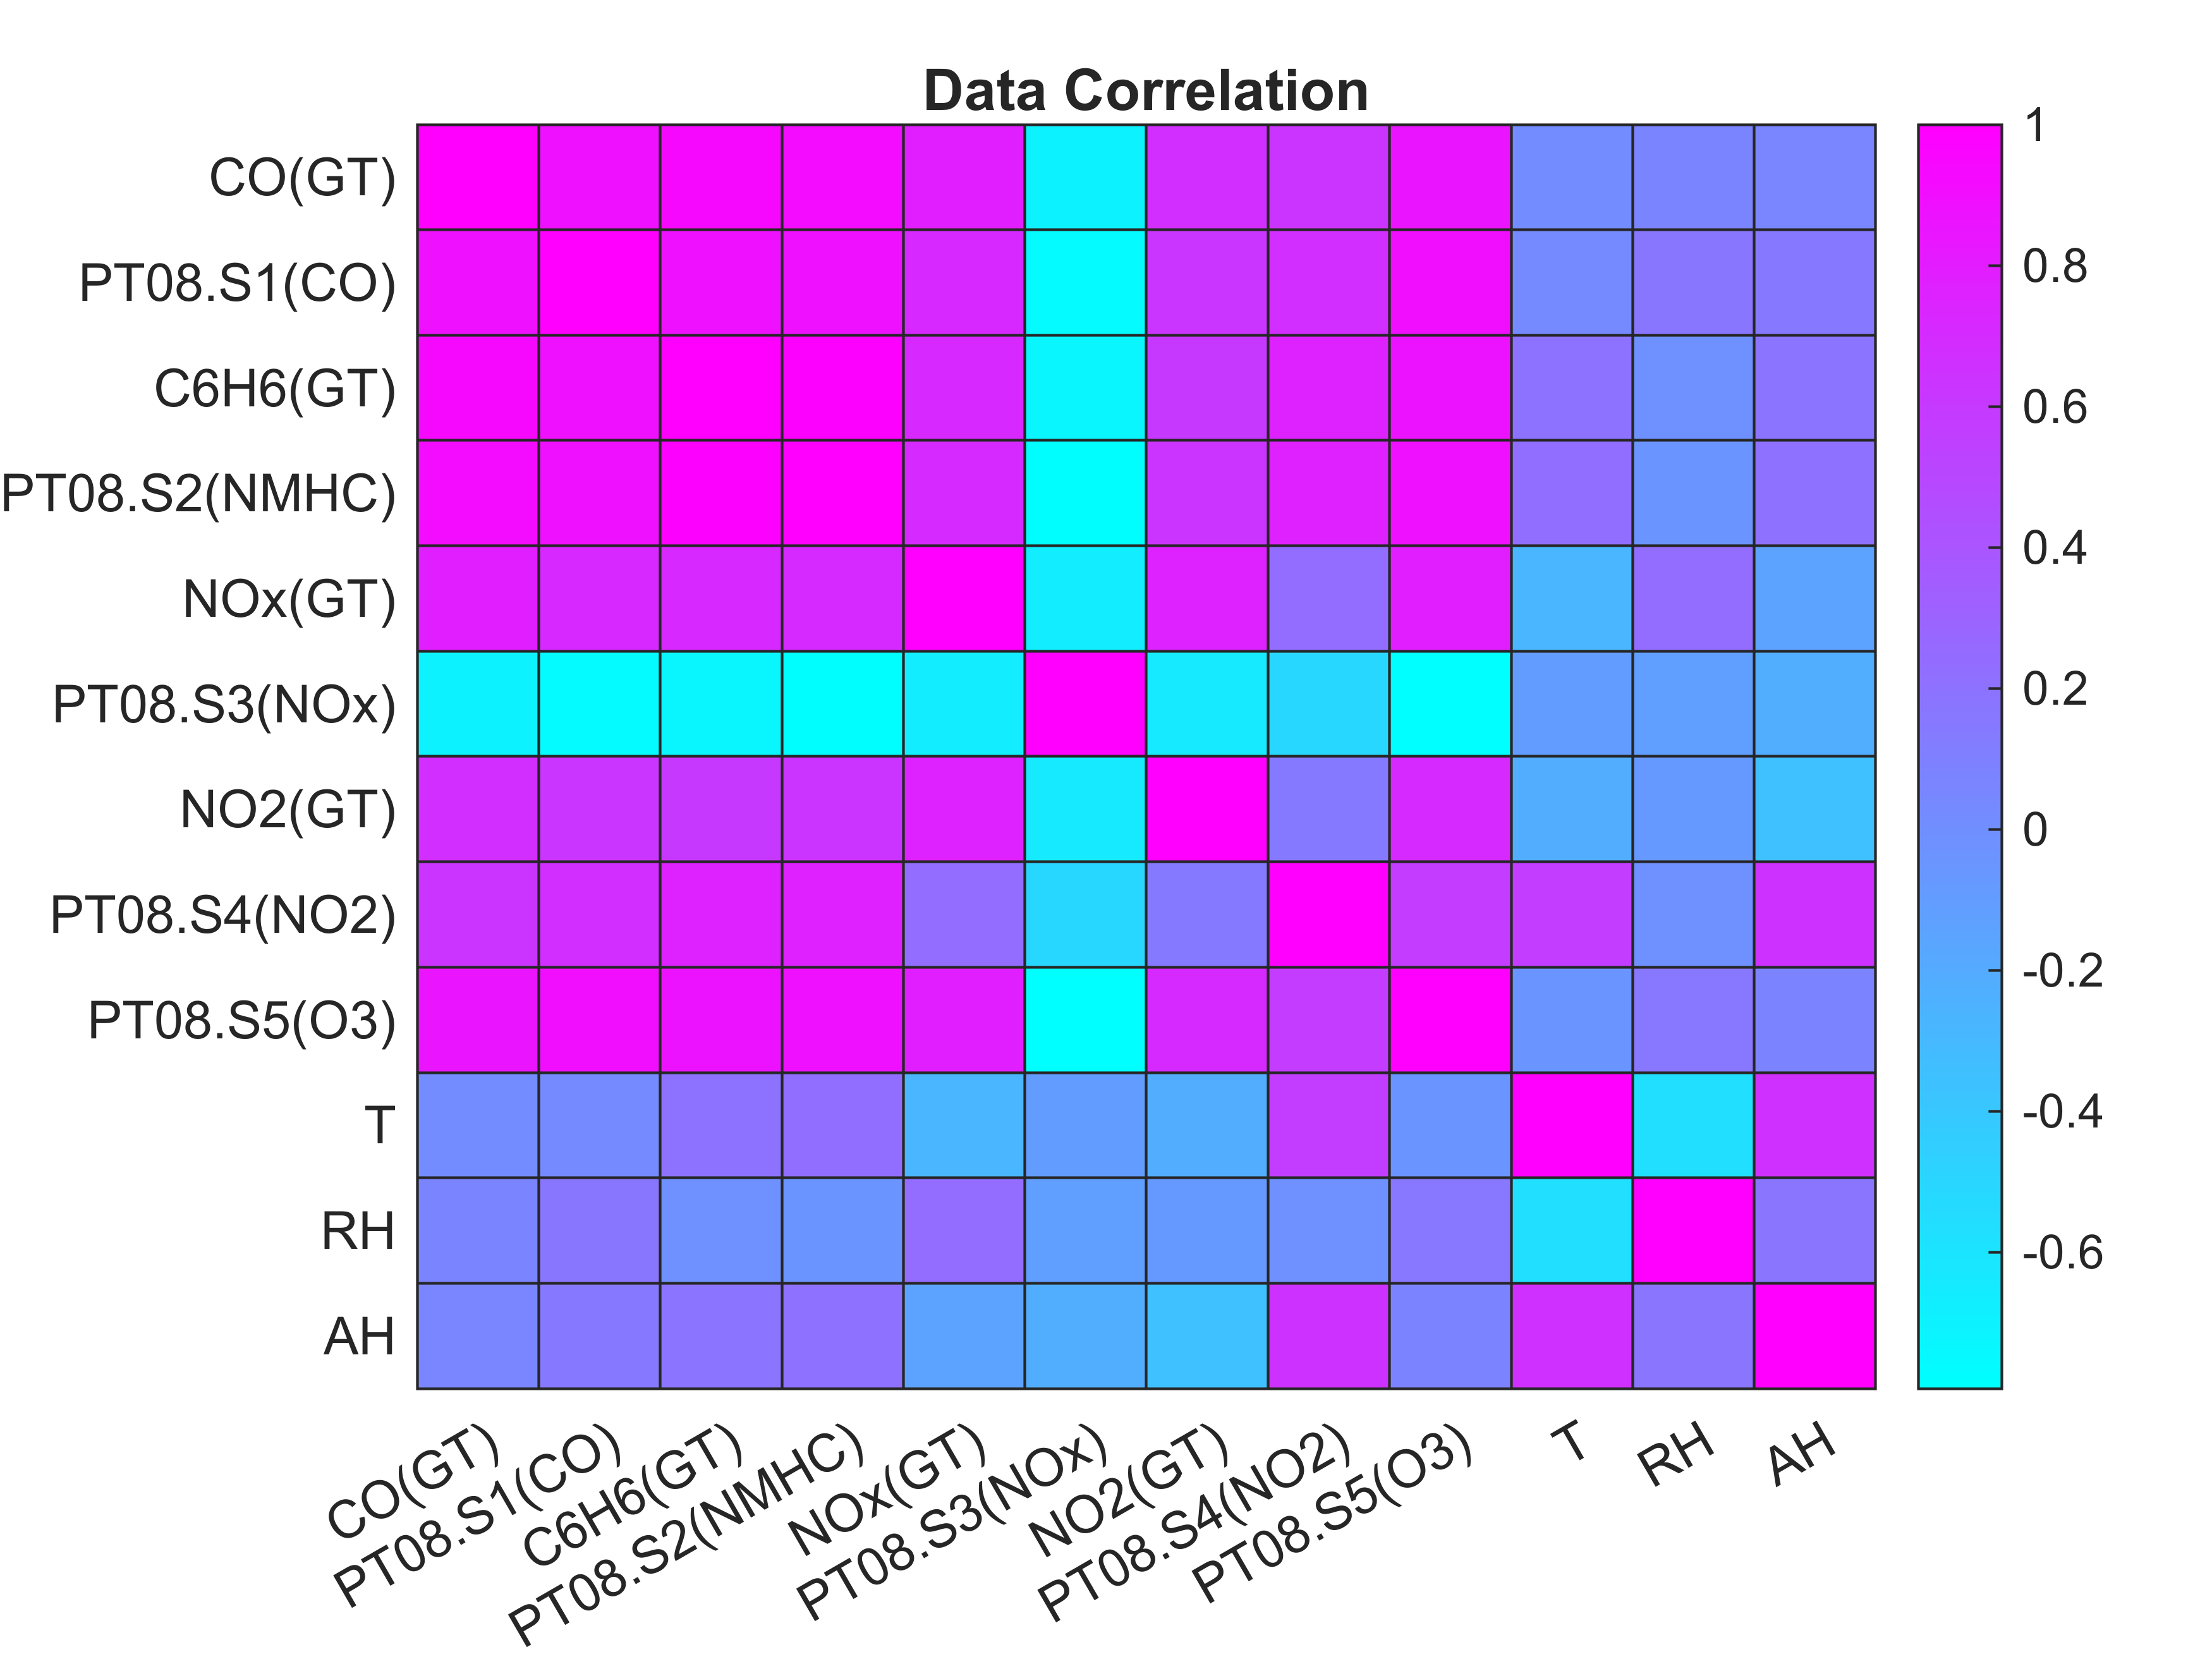 Data Correlation
CO(GT)
PT08.S1(CO)
C6H6(GT)
PT08.S2(NMHC)
NOx(GT)
PT08.S3(NOx)
NO2(GT)
PT08.S4(NO2)
PT08.S5(O3)
T
RH
AH
1
0.8
0.6
0.4
0.2
0
-0.2
-0.4
-0.6
CO(GT)
PT08.S1(CO)
C6H6(GT)
PT08.S2(NMHC)
NOx(GT)
PT08.S3(NOx)
NO2(GT)
PT08.S4(NO2)
PT08.S5(O3)
T
RH
AH